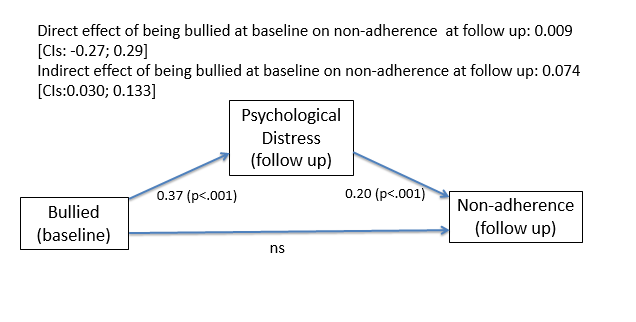 Direct effect of being bullied at baseline on non-adherence at follow up: 0.009
[CIs: -0.27; 0.29]
Indirect effect of being bullied at baseline on non-adherence at follow up: 0.074
[CIs:0.030; 0.133]
Psychological
Distress
(follow up)
0.37 (p<.001)
0.20 (p<.001)
Bullied
(baseline)
Non-adherence
(follow up)
ns